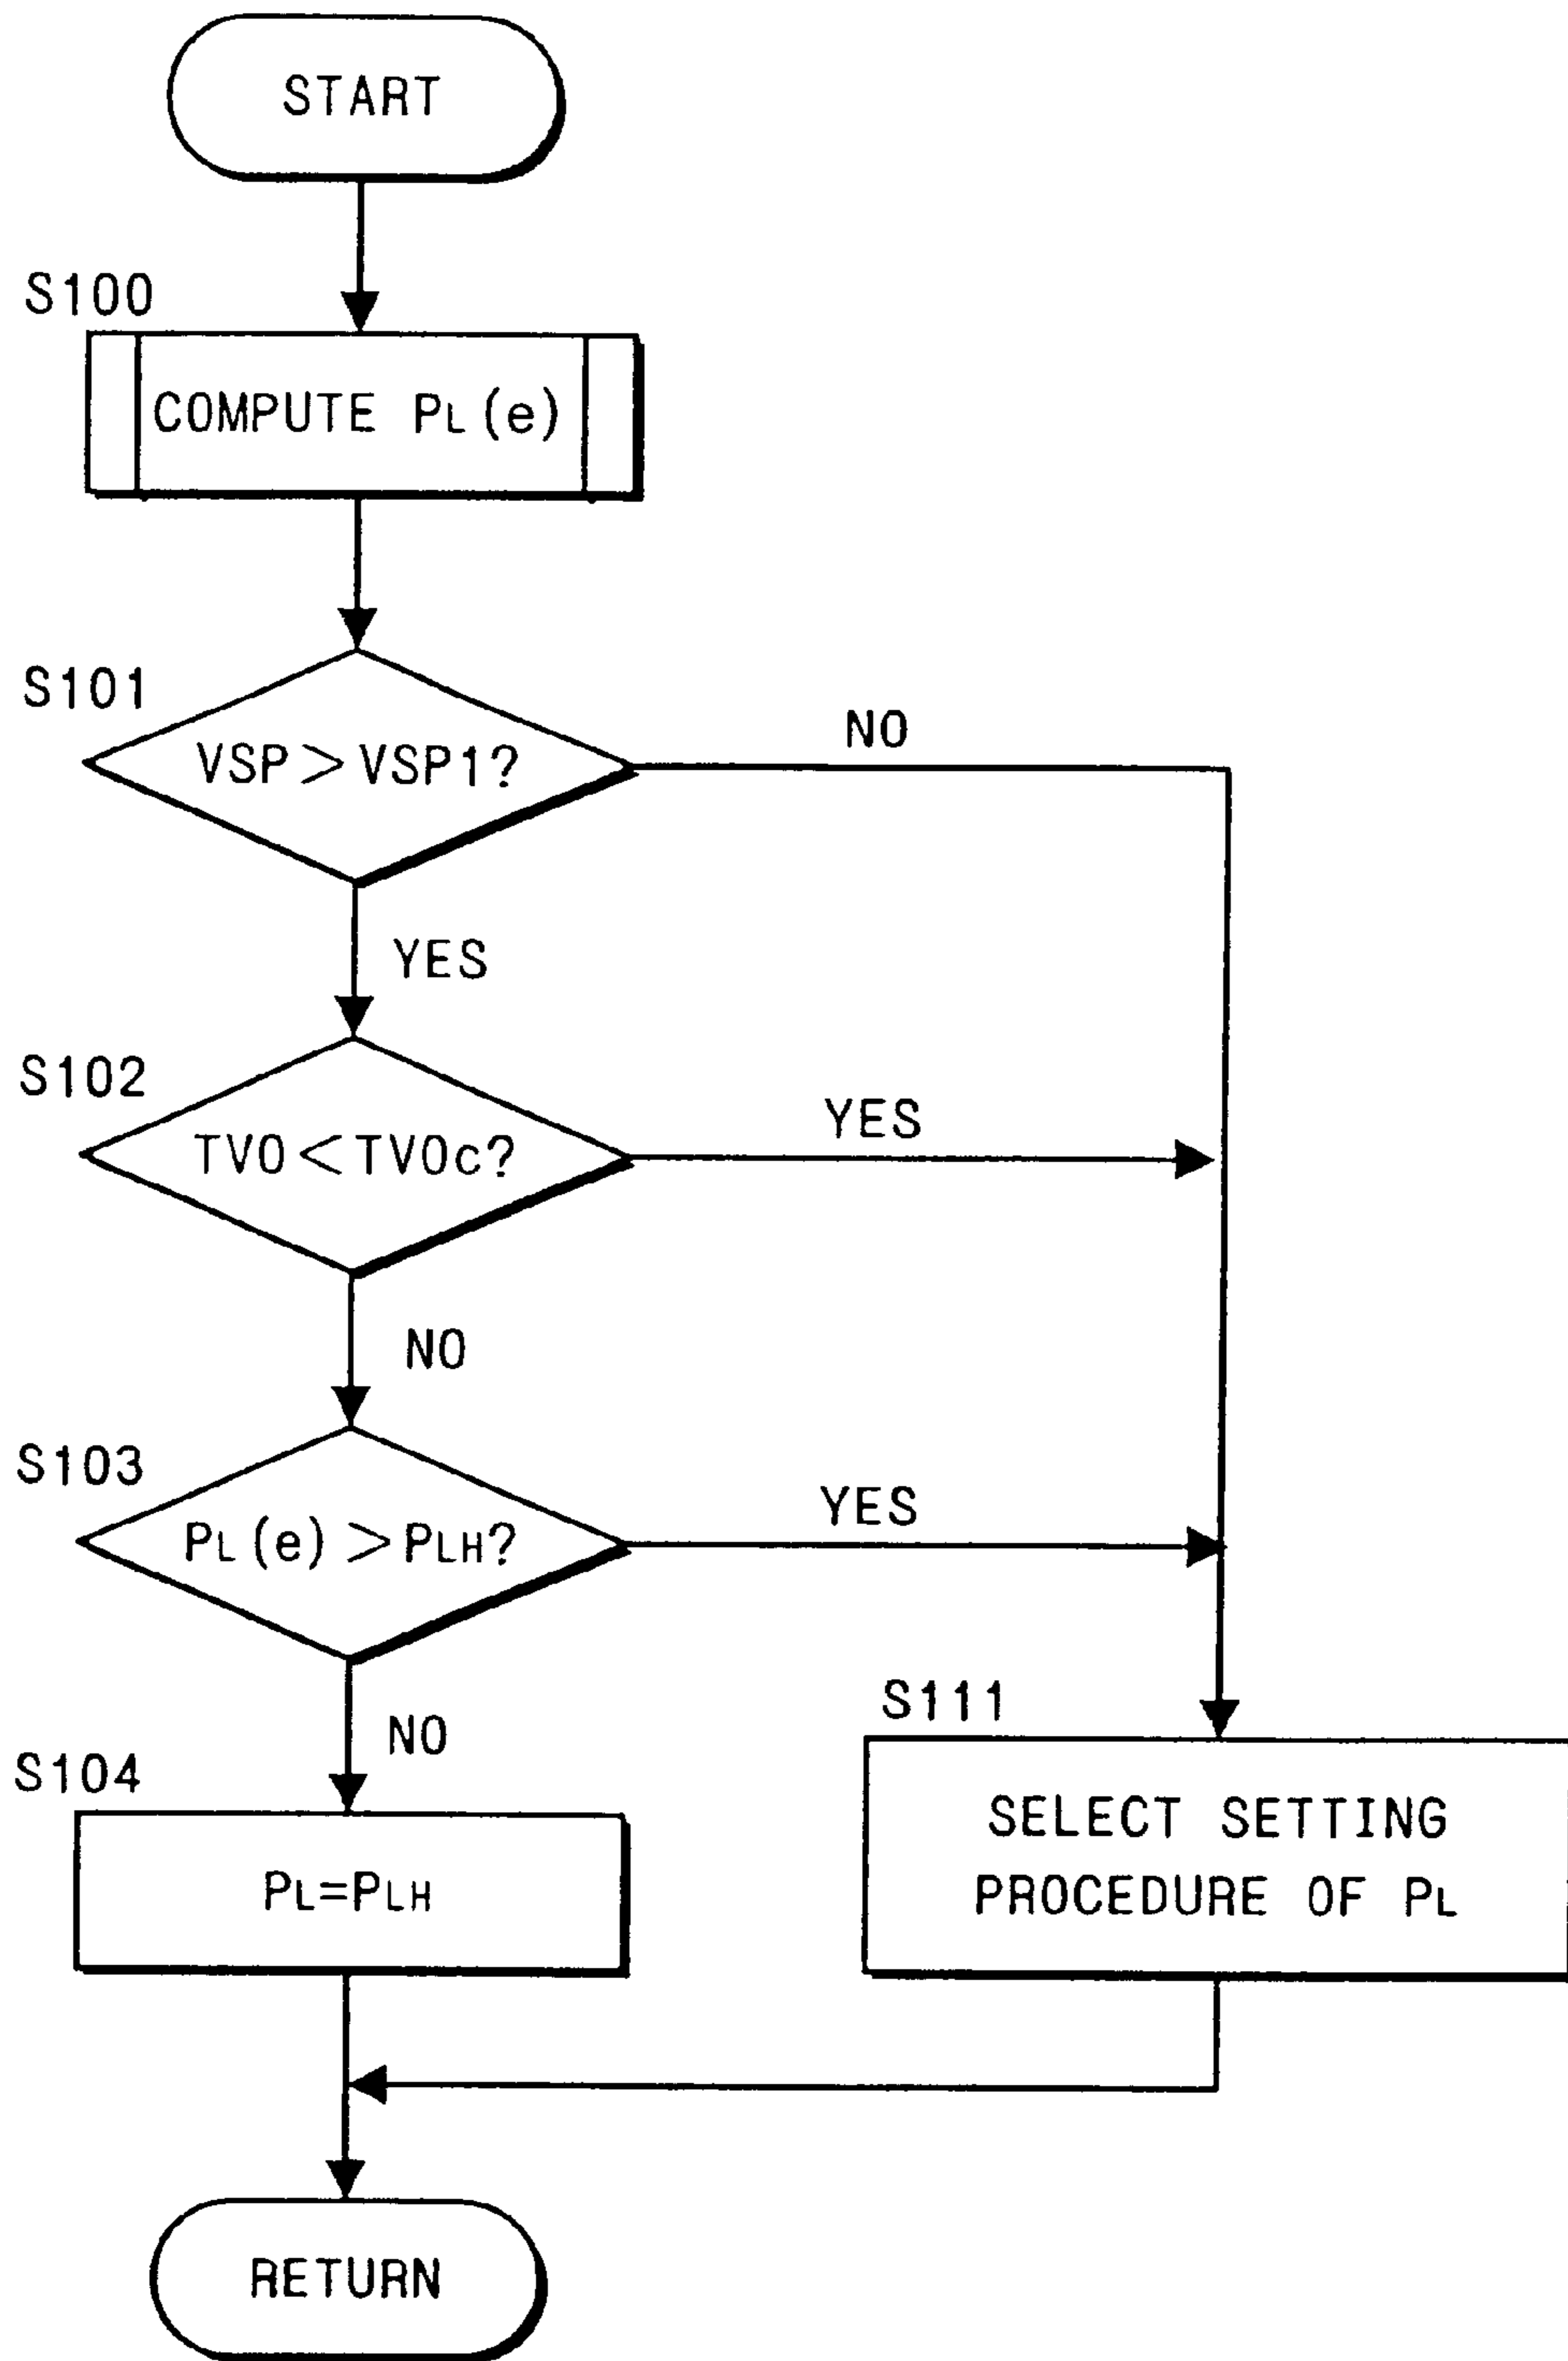 START
S100
COMPUTE PL(e)
S101
VSP>VSP1?
NO
YES
S102
TVO<TVOc?
YES
NO
S103
PL(e)>PLH?
YES
NO
S104
PL=PLH
S111
SELECT SETTING
PROCEDURE OF PL
RETURN